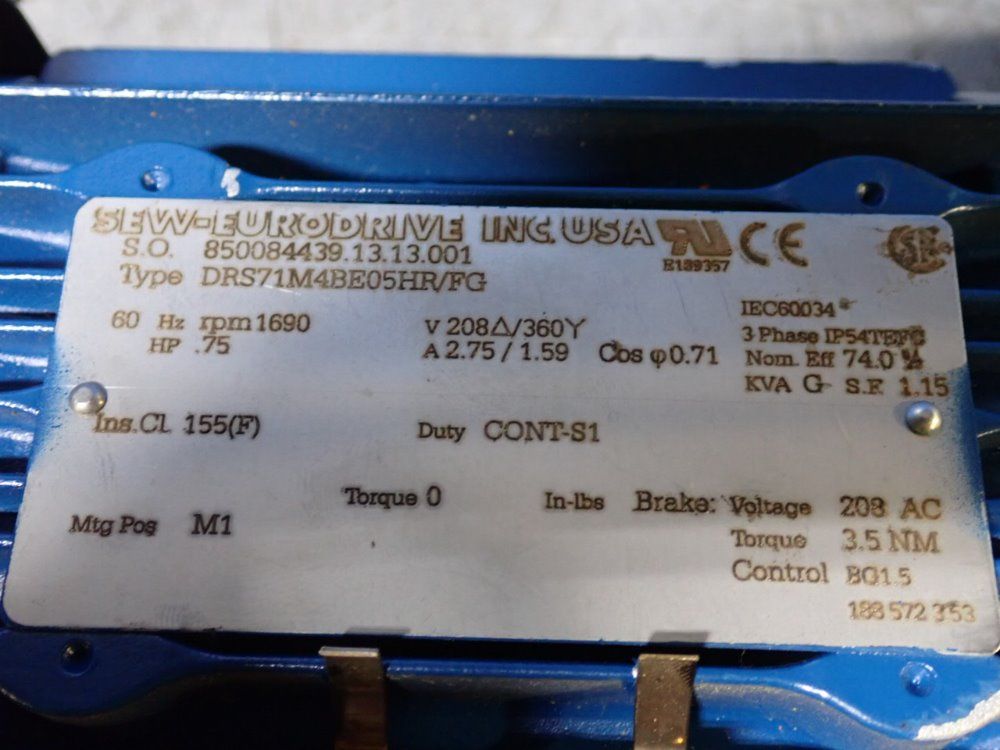 SEW-EURODRIVE INC. USA
S.O. 850084439.13.13.001
E189357
Type DRS71M4BE05HR/FG
60 Hz rpm 1690 V 208△/360Y IEC60034
HP .75 A 2.75 / 1.59 Cos φ 0.71 3 Phase IP54TEFC
Nom. Eff 74.0 %
KVA G S.F. 1.15
Ins.Cl. 155(F) Duty CONT-S1
Torque 0 In-lbs Brake: Voltage 208 AC
Mtg Pos M1 Torque 3.5 NM
Control BG1.5
188 572 3 53